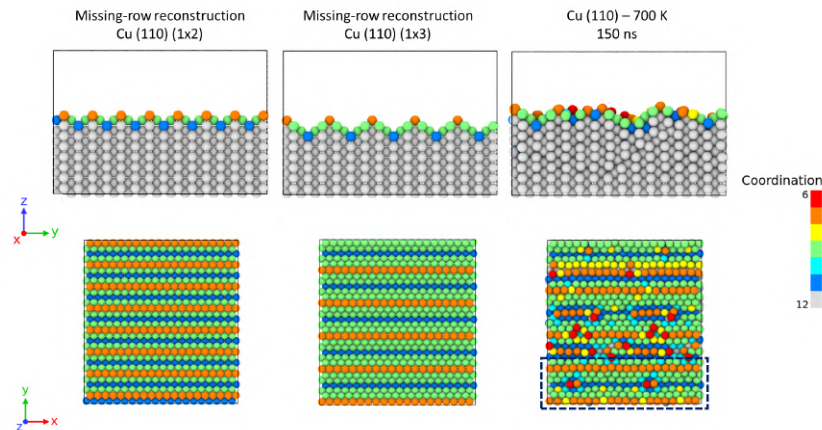 Missing-row reconstruction
Cu (110) (1x2)
Missing-row reconstruction
Cu (110) (1x3)
Cu (110) – 700 K
150 ns
Coordination
6
12
z
x
y
y
z
x